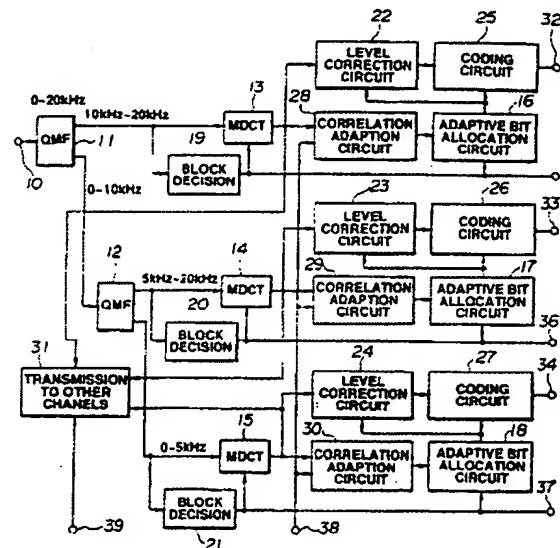 22
25
32
LEVEL
CORRECTION
CIRCUIT
CODING
CIRCUIT
0-20kHz
10kHz~20kHz
13
28
16
QMF
11
10
19
MDCT
CORRELATION
ADAPTION
CIRCUIT
ADAPTIVE BIT
ALLOCATION
CIRCUIT
BLOCK
DECISION
0-10kHz
23
26
33
LEVEL
CORRECTION
CIRCUIT
CODING
CIRCUIT
12
14
29
17
QMF
5kHz~20kHz
20
MDCT
CORRELATION
ADAPTION
CIRCUIT
ADAPTIVE BIT
ALLOCATION
CIRCUIT
36
BLOCK
DECISION
31
24
27
34
TRANSMISSION
TO OTHER
CHANELS
LEVEL
CORRECTION
CIRCUIT
CODING
CIRCUIT
15
30
18
0-5kHz
MDCT
CORRELATION
ADAPTION
CIRCUIT
ADAPTIVE BIT
ALLOCATION
CIRCUIT
37
BLOCK
DECISION
39
21
38